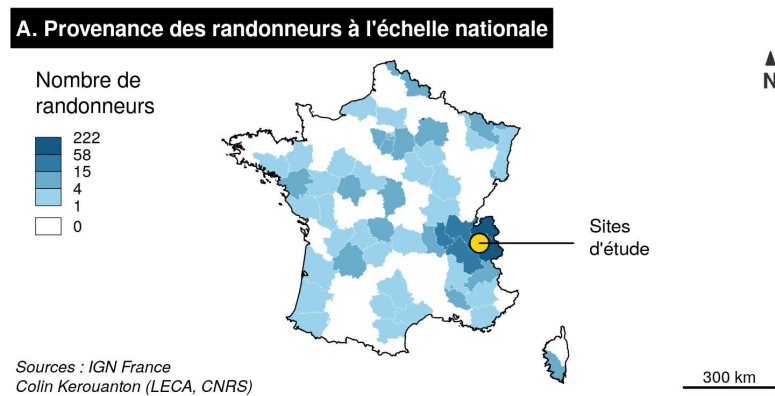 A. Provenance des randonneurs à l'échelle nationale
Nombre de
randonneurs
222
58
15
4
1
0
N
Sites
d'étude
Sources : IGN France
Colin Kerouanton (LECA, CNRS)
300 km